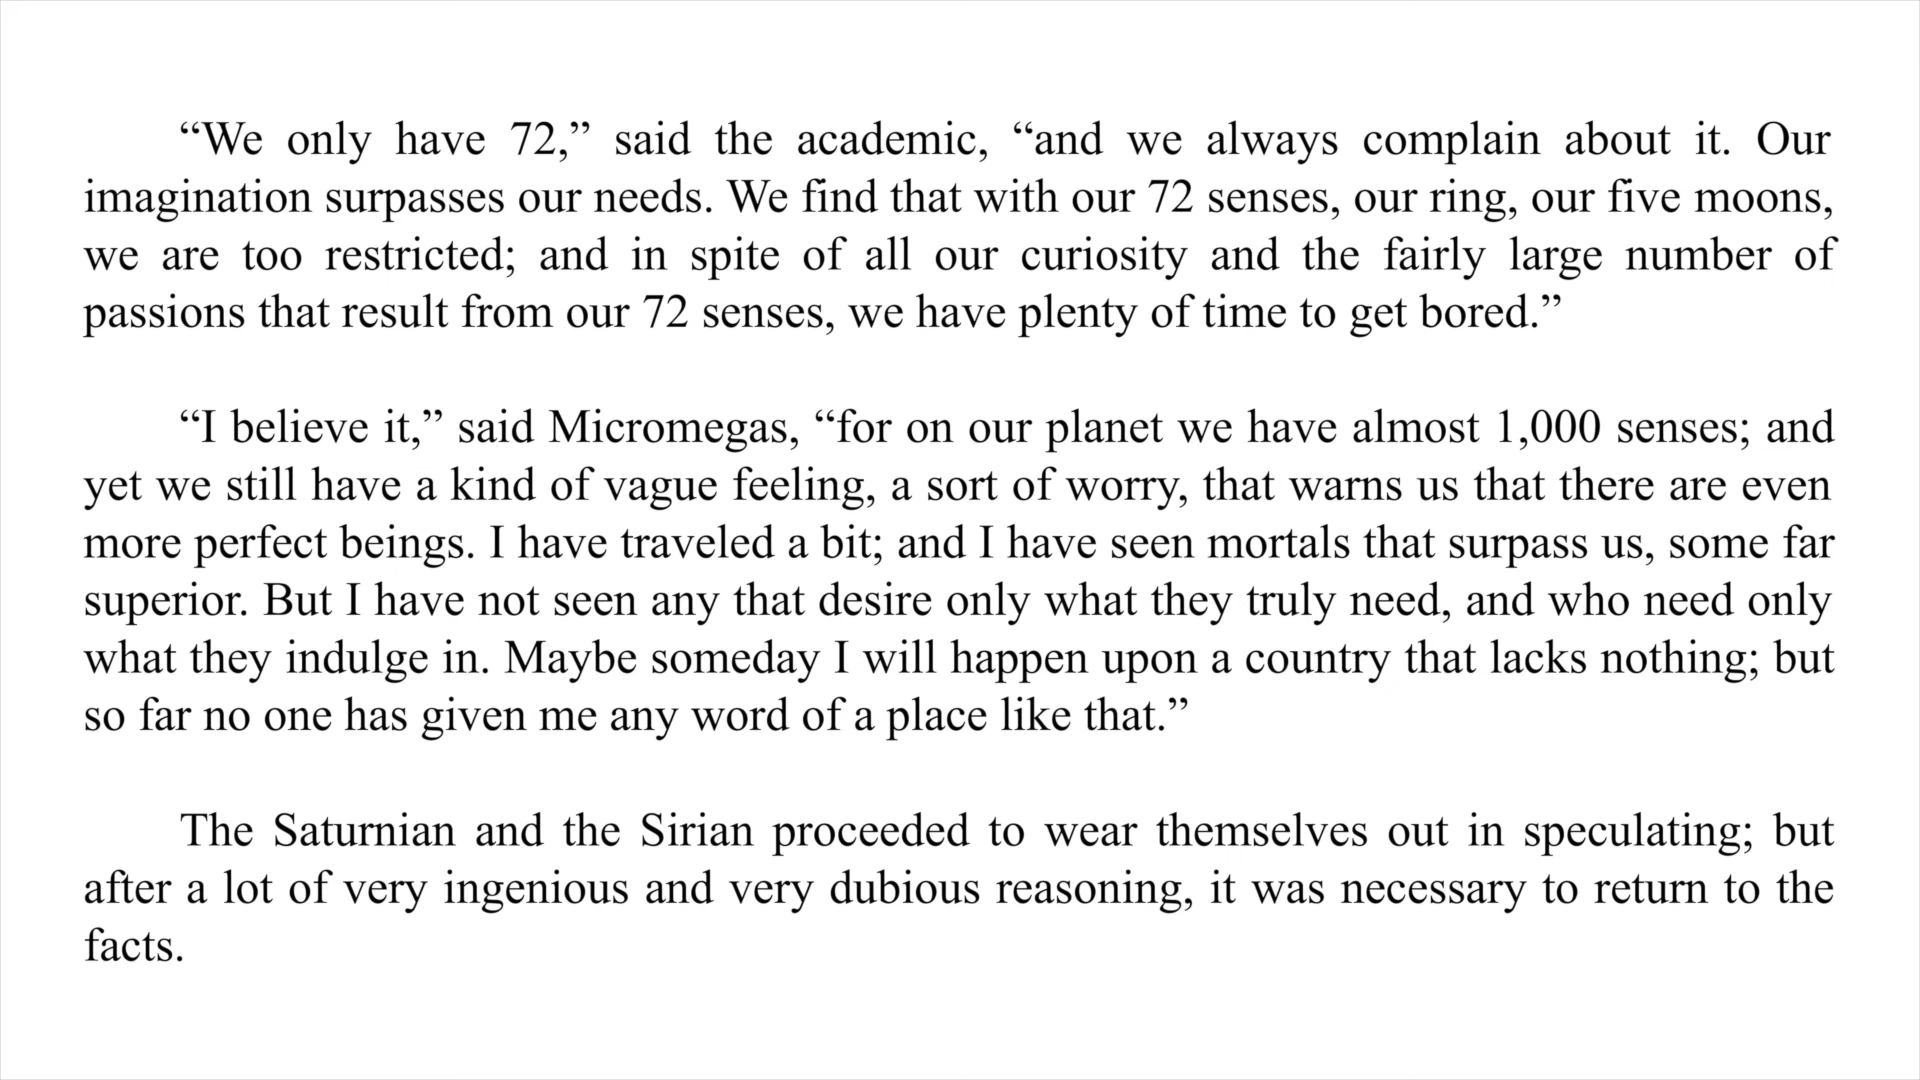 “We only have 72,” said the academic, “and we always complain about it. Our
imagination surpasses our needs. We find that with our 72 senses, our ring, our five moons,
we are too restricted; and in spite of all our curiosity and the fairly large number of
passions that result from our 72 senses, we have plenty of time to get bored.”
“I believe it,” said Micromegas, “for on our planet we have almost 1,000 senses; and
yet we still have a kind of vague feeling, a sort of worry, that warns us that there are even
more perfect beings. I have traveled a bit; and I have seen mortals that surpass us, some far
superior. But I have not seen any that desire only what they truly need, and who need only
what they indulge in. Maybe someday I will happen upon a country that lacks nothing; but
so far no one has given me any word of a place like that.”
The Saturnian and the Sirian proceeded to wear themselves out in speculating; but
after a lot of very ingenious and very dubious reasoning, it was necessary to return to the
facts.